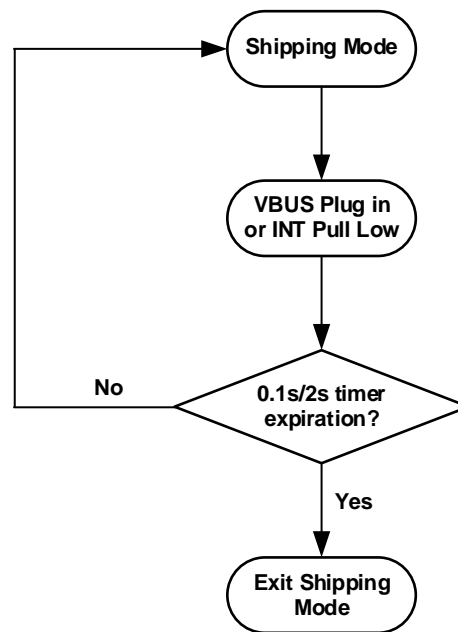 Shipping Mode
VBUS Plug in
or INT Pull Low
No
0.1s/2s timer
expiration?
Yes
Exit Shipping
Mode